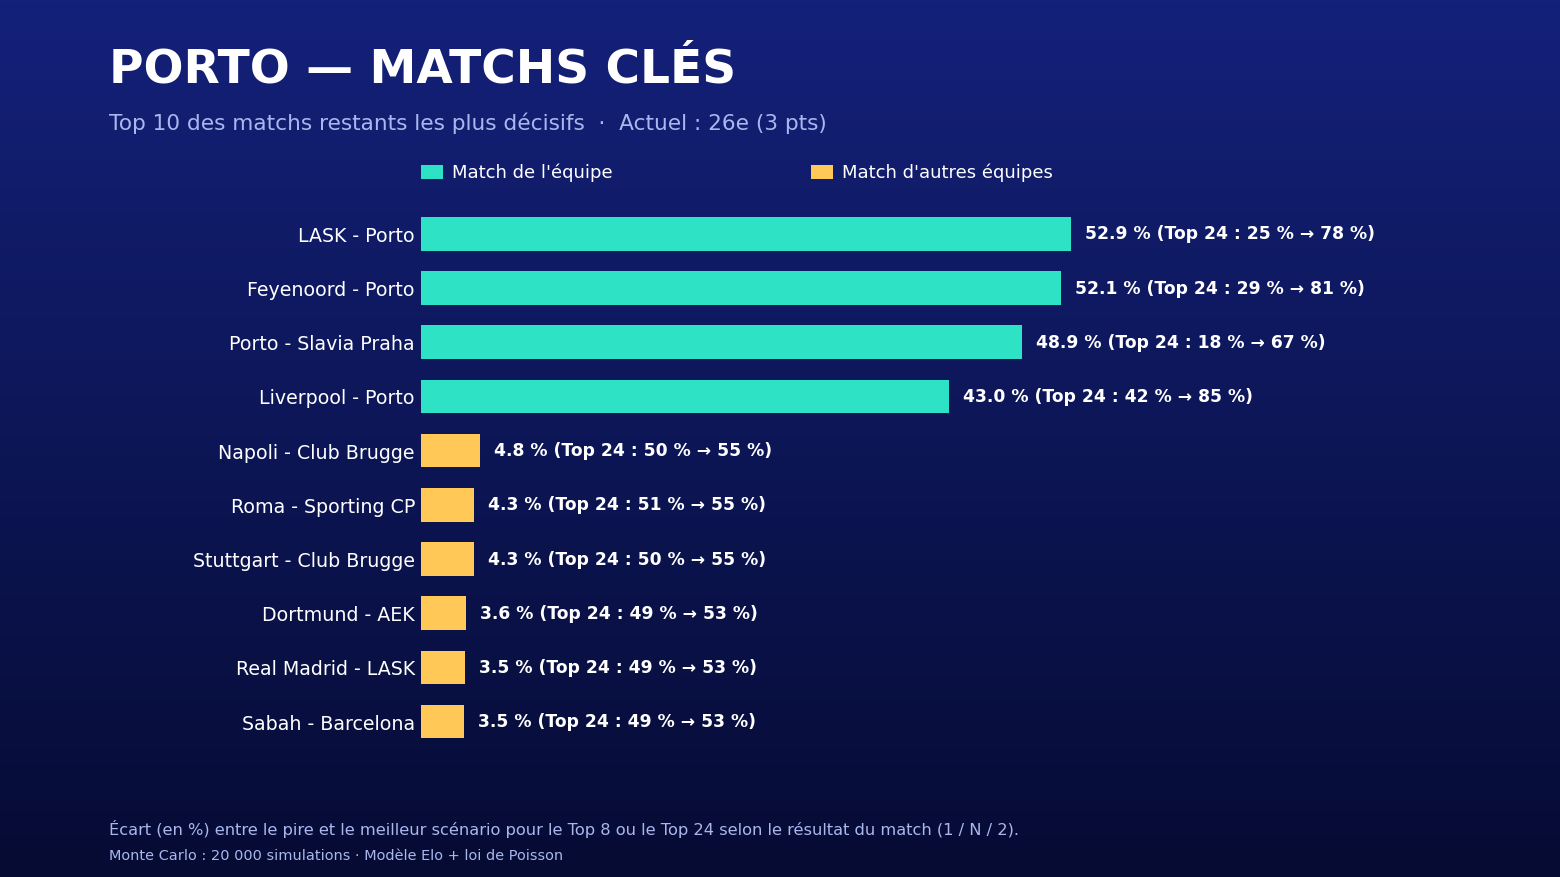 PORTO — MATCHS CLÉS
Top 10 des matchs restants les plus décisifs · Actuel : 26e (3 pts)
Match de l'équipe
Match d'autres équipes
LASK - Porto 52.9 % (Top 24 : 25 % → 78 %)
Feyenoord - Porto 52.1 % (Top 24 : 29 % → 81 %)
Porto - Slavia Praha 48.9 % (Top 24 : 18 % → 67 %)
Liverpool - Porto 43.0 % (Top 24 : 42 % → 85 %)
Napoli - Club Brugge 4.8 % (Top 24 : 50 % → 55 %)
Roma - Sporting CP 4.3 % (Top 24 : 51 % → 55 %)
Stuttgart - Club Brugge 4.3 % (Top 24 : 50 % → 55 %)
Dortmund - AEK 3.6 % (Top 24 : 49 % → 53 %)
Real Madrid - LASK 3.5 % (Top 24 : 49 % → 53 %)
Sabah - Barcelona 3.5 % (Top 24 : 49 % → 53 %)
Écart (en %) entre le pire et le meilleur scénario pour le Top 8 ou le Top 24 selon le résultat du match (1 / N / 2).
Monte Carlo : 20 000 simulations · Modèle Elo + loi de Poisson